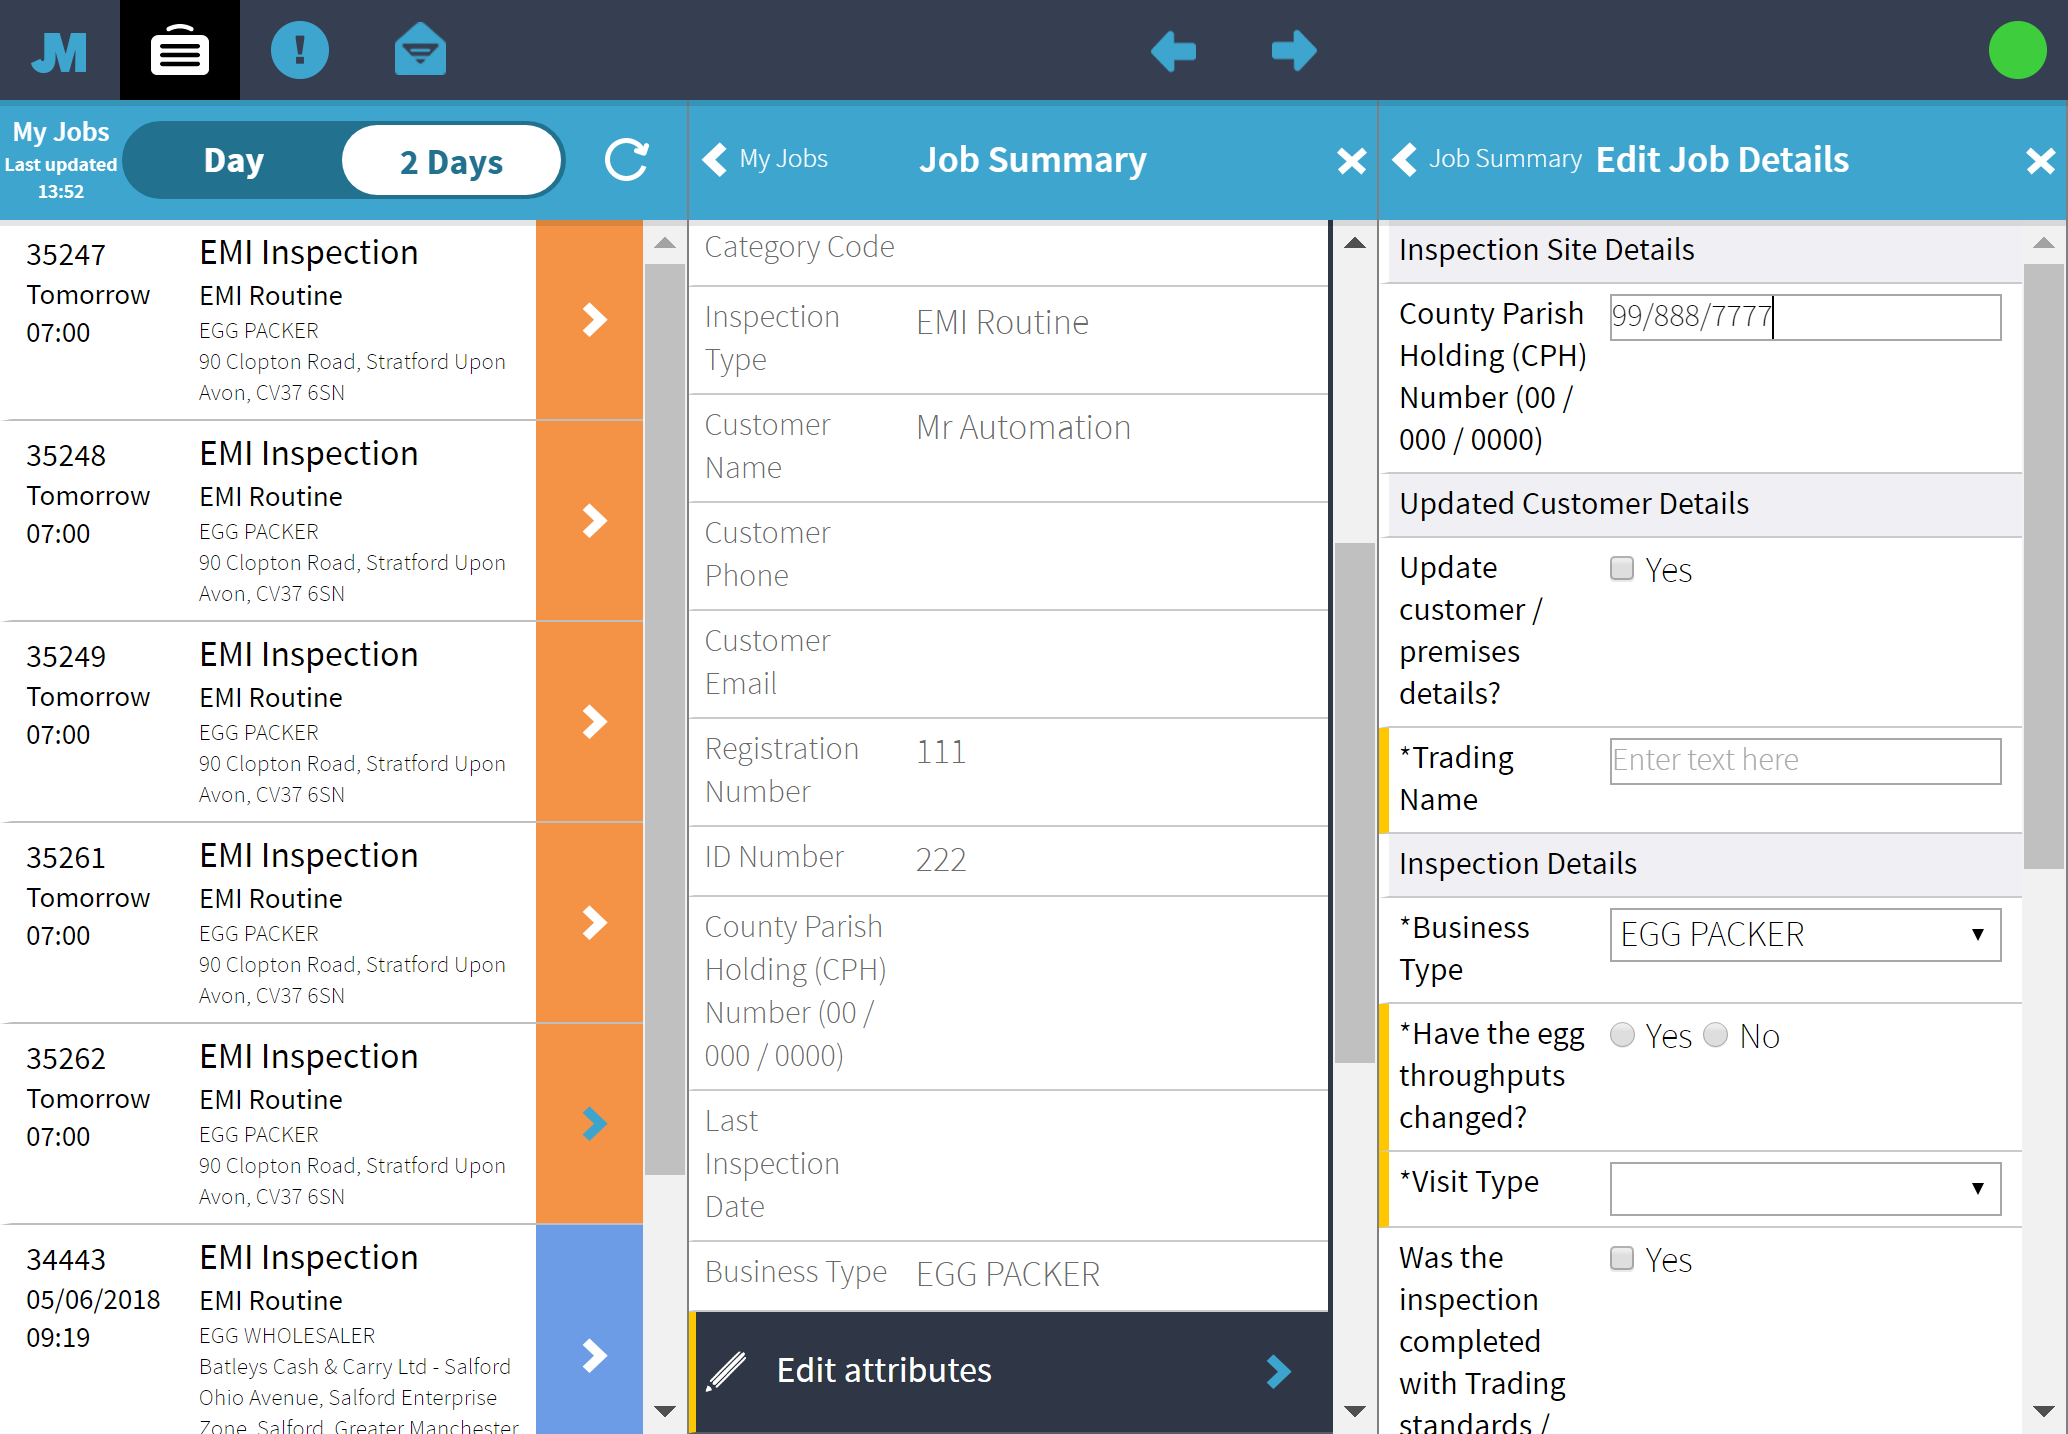 JM
My Jobs
Last updated
13:52
Day
2 Days
35247
Tomorrow
07:00
EMI Inspection
EMI Routine
EGG PACKER
90 Clopton Road, Stratford Upon
Avon, CV37 6SN
35248
Tomorrow
07:00
EMI Inspection
EMI Routine
EGG PACKER
90 Clopton Road, Stratford Upon
Avon, CV37 6SN
35249
Tomorrow
07:00
EMI Inspection
EMI Routine
EGG PACKER
90 Clopton Road, Stratford Upon
Avon, CV37 6SN
35261
Tomorrow
07:00
EMI Inspection
EMI Routine
EGG PACKER
90 Clopton Road, Stratford Upon
Avon, CV37 6SN
35262
Tomorrow
07:00
EMI Inspection
EMI Routine
EGG PACKER
90 Clopton Road, Stratford Upon
Avon, CV37 6SN
34443
05/06/2018
09:19
EMI Inspection
EMI Routine
EGG WHOLESALER
Batleys Cash & Carry Ltd - Salford
Ohio Avenue, Salford Enterprise
Zone, Salford, Greater Manchester
My Jobs
Job Summary
Category Code
Inspection
Type
EMI Routine
Customer
Name
Mr Automation
Customer
Phone
Customer
Email
Registration
Number
111
ID Number
222
County Parish
Holding (CPH)
Number (00 /
000 / 0000)
Last
Inspection
Date
Business Type
EGG PACKER
Edit attributes
Job Summary
Edit Job Details
Inspection Site Details
County Parish
Holding (CPH)
Number (00 /
000 / 0000)
99/888/7777
Updated Customer Details
Update
customer /
premises
details?
Yes
*Trading
Name
Enter text here
Inspection Details
*Business
Type
EGG PACKER
*Have the egg
throughputs
changed?
Yes
No
*Visit Type
Was the
inspection
completed
with Trading
standards /
Yes